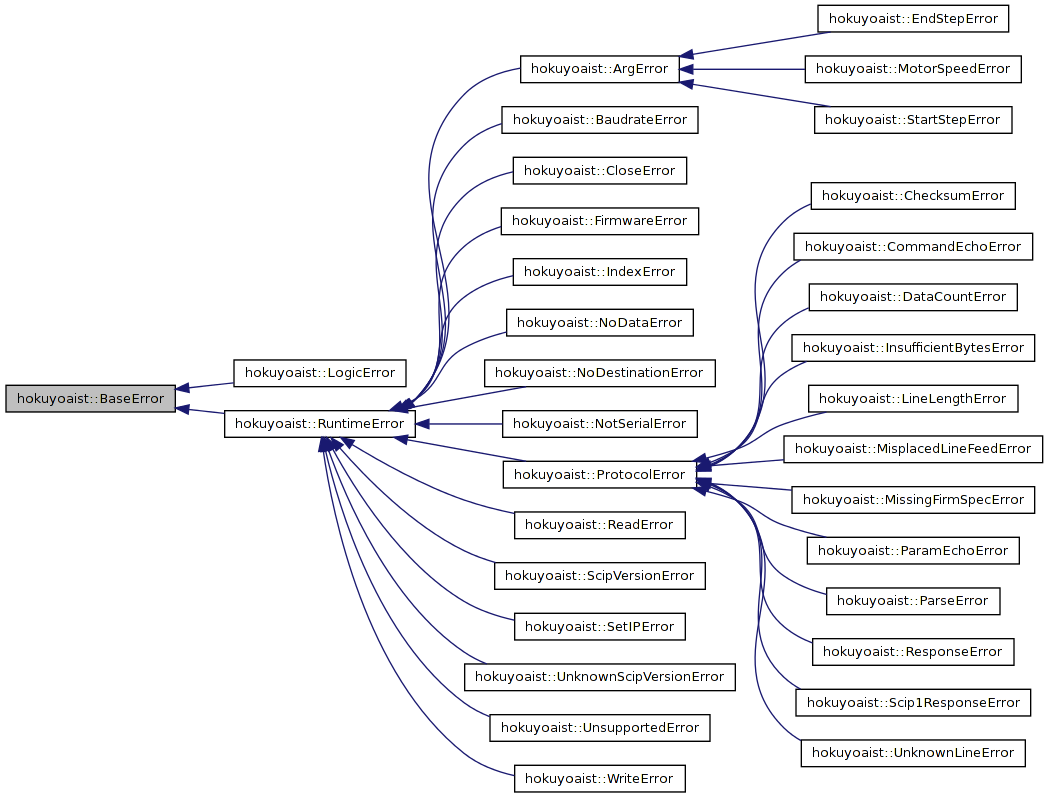 hokuyoaist::BaseError
hokuyoaist::LogicError
hokuyoaist::RuntimeError
hokuyoaist::ArgError
hokuyoaist::BaudrateError
hokuyoaist::CloseError
hokuyoaist::FirmwareError
hokuyoaist::IndexError
hokuyoaist::NoDataError
hokuyoaist::NoDestinationError
hokuyoaist::NotSerialError
hokuyoaist::ProtocolError
hokuyoaist::ReadError
hokuyoaist::ScipVersionError
hokuyoaist::SetIPError
hokuyoaist::UnknownScipVersionError
hokuyoaist::UnsupportedError
hokuyoaist::WriteError
hokuyoaist::EndStepError
hokuyoaist::MotorSpeedError
hokuyoaist::StartStepError
hokuyoaist::ChecksumError
hokuyoaist::CommandEchoError
hokuyoaist::DataCountError
hokuyoaist::InsufficientBytesError
hokuyoaist::LineLengthError
hokuyoaist::MisplacedLineFeedError
hokuyoaist::MissingFirmSpecError
hokuyoaist::ParamEchoError
hokuyoaist::ParseError
hokuyoaist::ResponseError
hokuyoaist::Scip1ResponseError
hokuyoaist::UnknownLineError